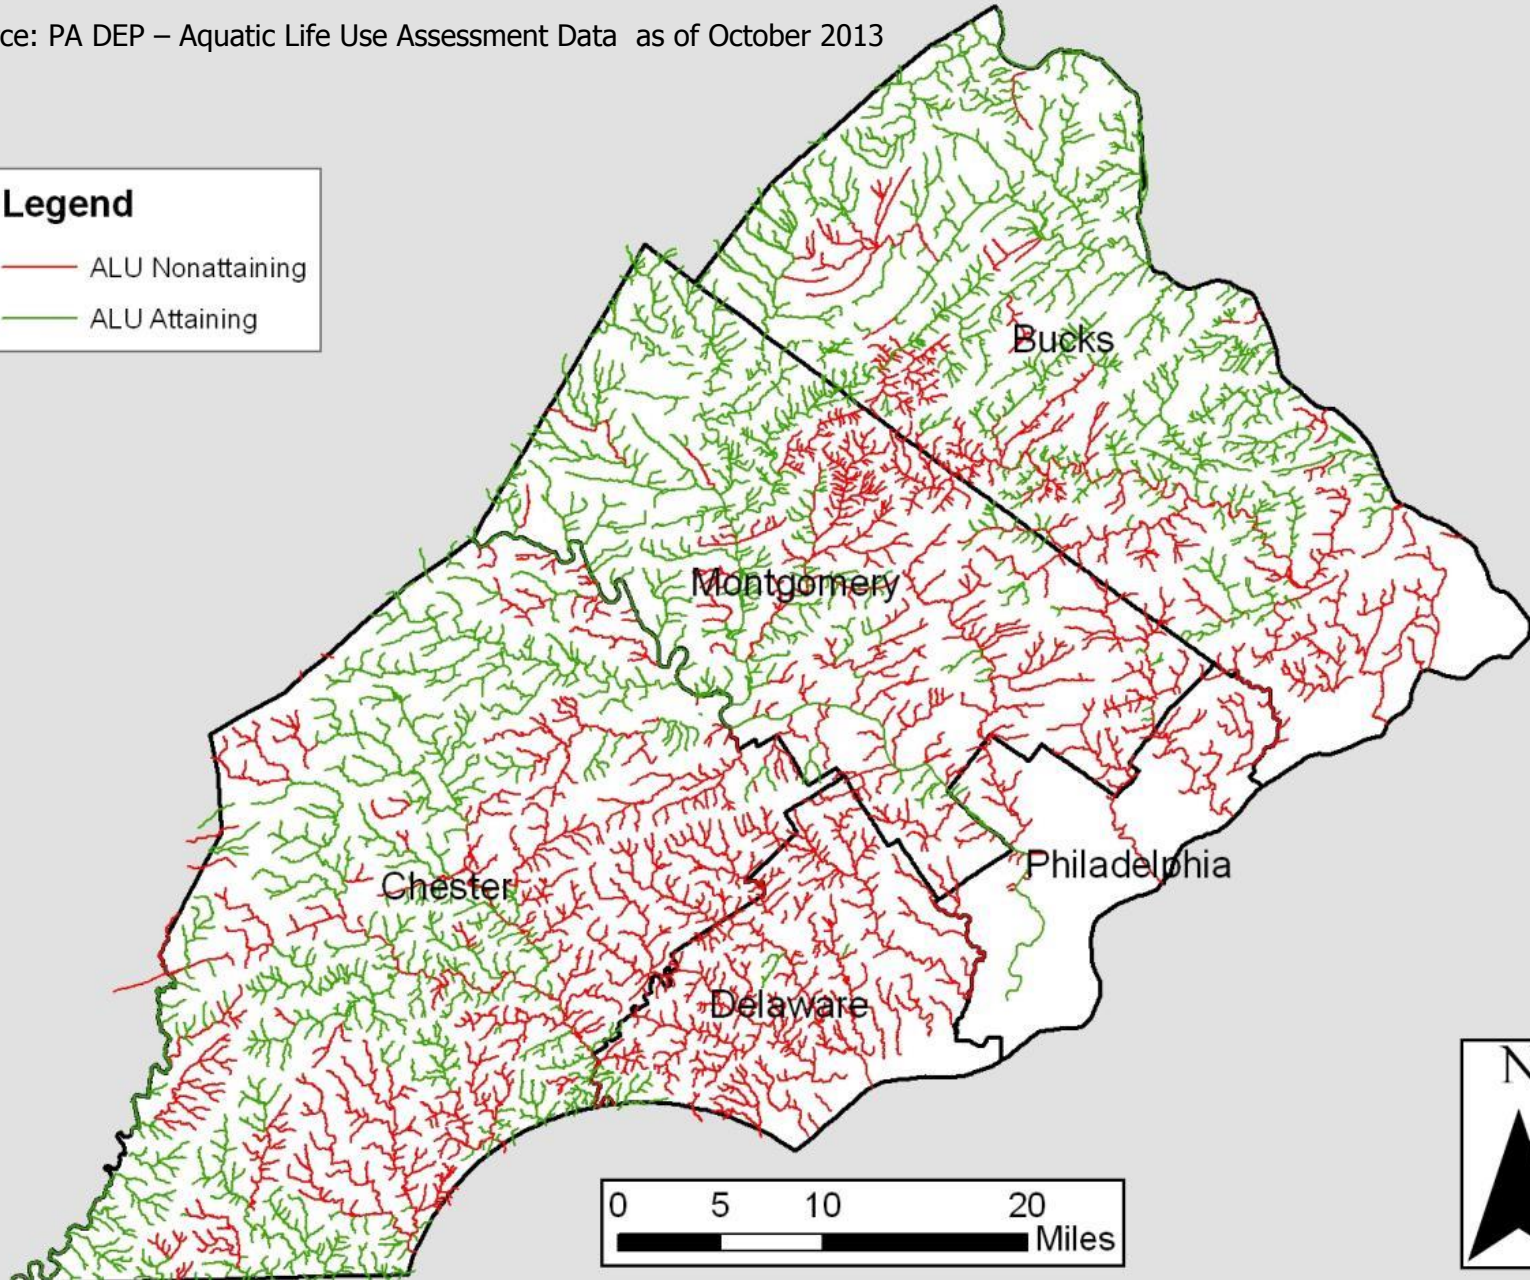 ce: PA DEP – Aquatic Life Use Assessment Data as of October 2013
Legend
ALU Nonattaining
ALU Attaining
Bucks
Montgomery
Chester
Philadelphia
Delaware
N
0 5 10 20
Miles